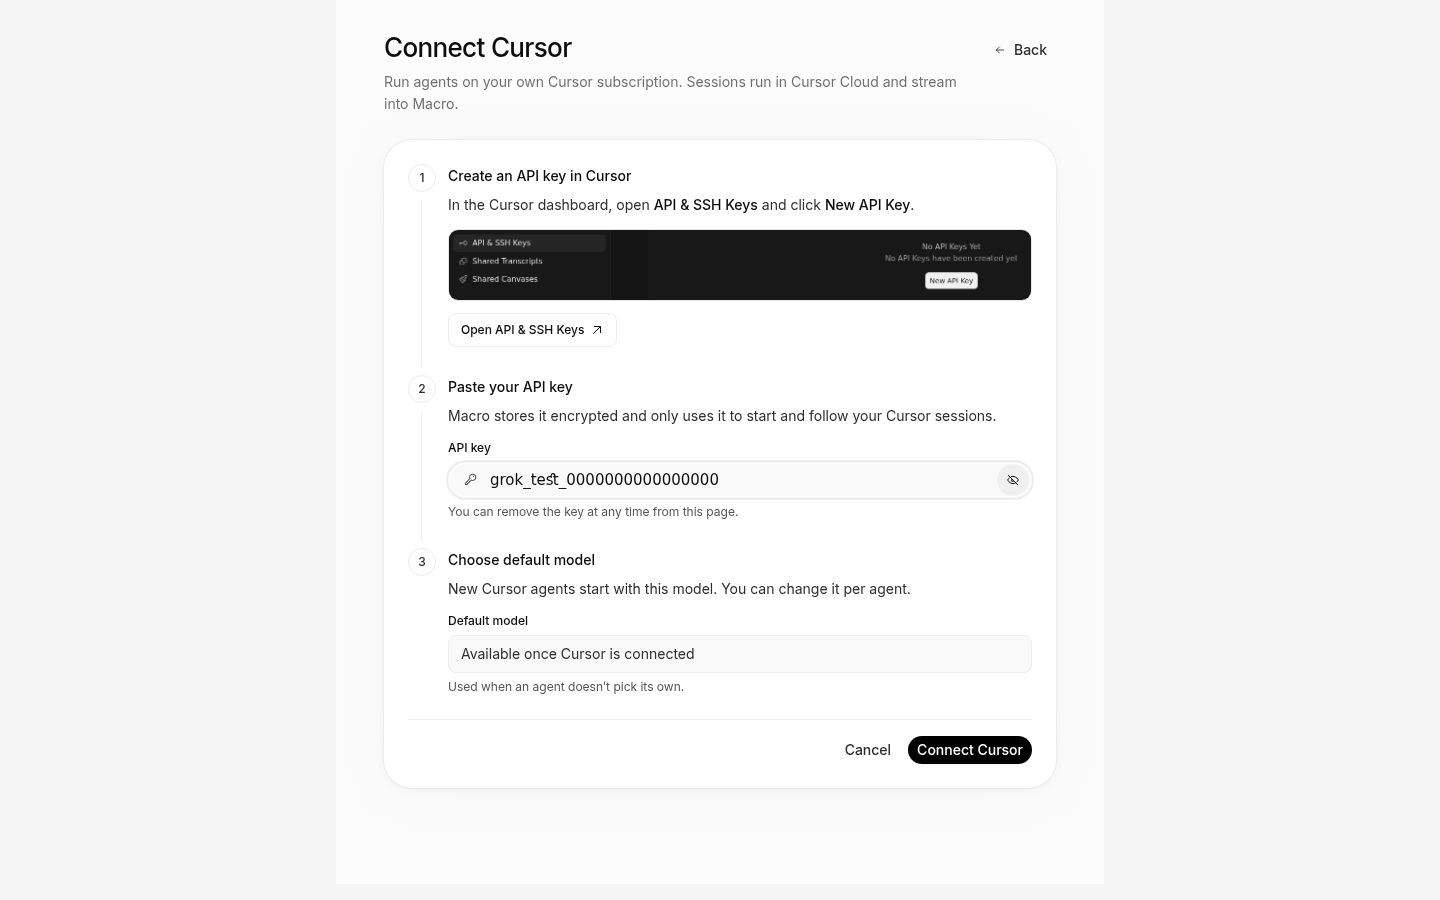 Connect Cursor
← Back
Run agents on your own Cursor subscription. Sessions run in Cursor Cloud and stream
into Macro.
1
Create an API key in Cursor
In the Cursor dashboard, open API & SSH Keys and click New API Key.
API & SSH Keys
Shared Transcripts
Shared Canvases
No API Keys Yet
No API Keys have been created yet
New API Key
Open API & SSH Keys
2
Paste your API key
Macro stores it encrypted and only uses it to start and follow your Cursor sessions.
API key
grok_test_0000000000000000
You can remove the key at any time from this page.
3
Choose default model
New Cursor agents start with this model. You can change it per agent.
Default model
Available once Cursor is connected
Used when an agent doesn’t pick its own.
Cancel
Connect Cursor